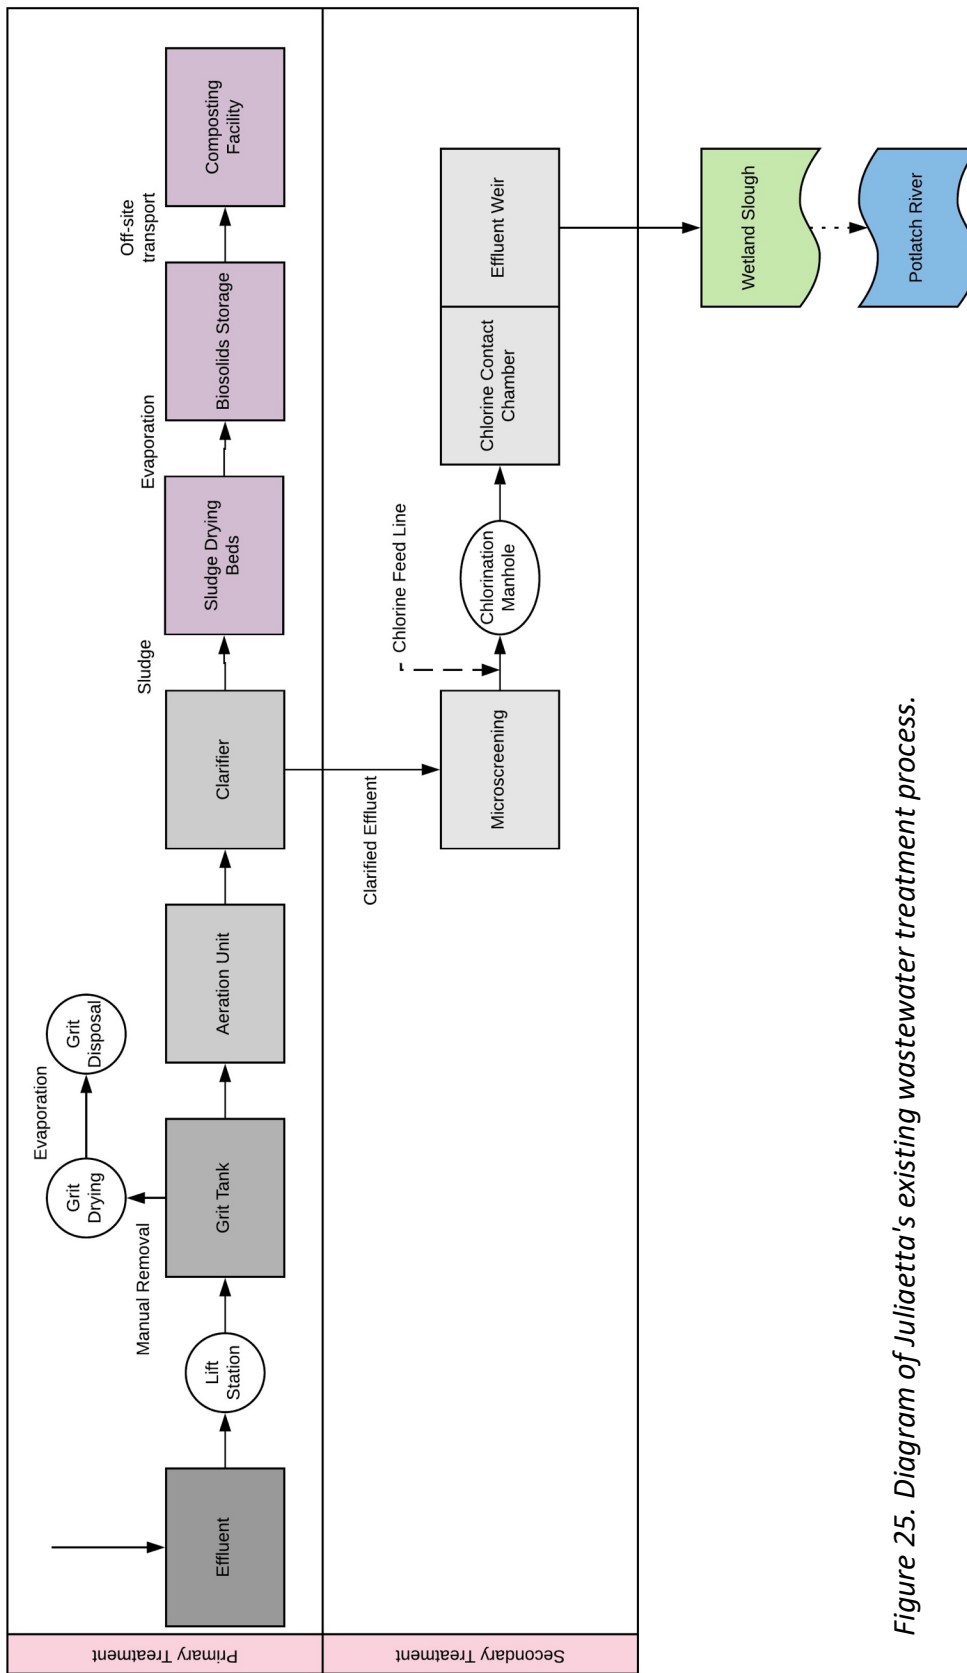 Primary Treatment
Effluent
Lift
Station
Manual Removal
Grit Tank
Grit
Drying
Evaporation
Grit
Disposal
Aeration Unit
Clarifier
Sludge
Sludge Drying
Beds
Evaporation
Biosolids Storage
Off-site
transport
Composting
Facility
Secondary Treatment
Clarified Effluent
Microscreening
Chlorine Feed Line
Chlorination
Manhole
Chlorine Contact
Chamber
Effluent Weir
Wetland Slough
Potlatch River
Figure 25. Diagram of Juliaetta's existing wastewater treatment process.